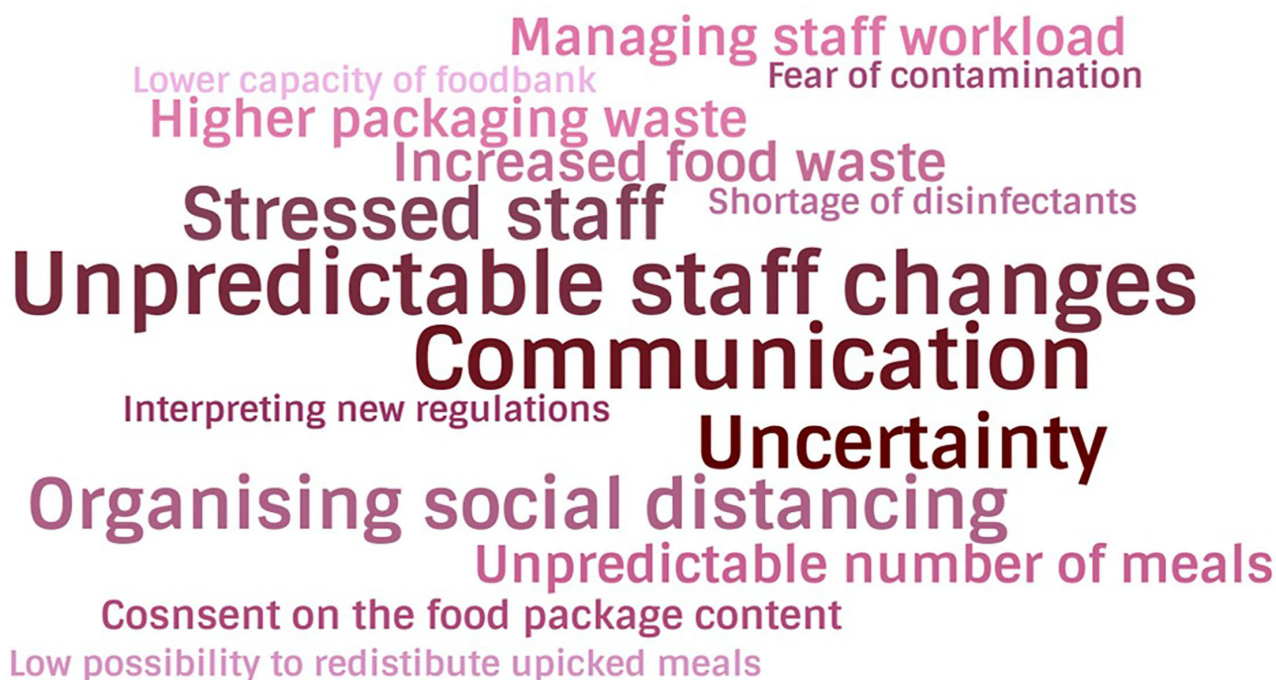 Managing staff workload
Lower capacity of foodbank
Fear of contamination
Higher packaging waste
Increased food waste
Stressed staff
Shortage of disinfectants
Unpredictable staff changes
Communication
Interpreting new regulations
Uncertainty
Organising social distancing
Unpredictable number of meals
Cosnsent on the food package content
Low possibility to redistibute upicked meals